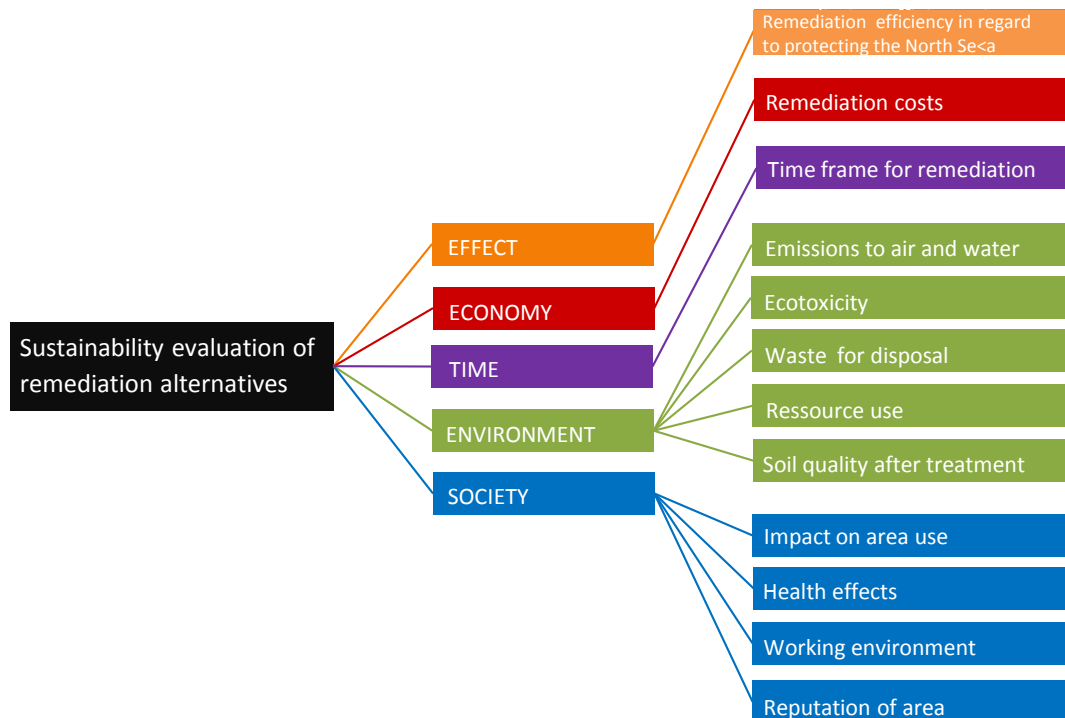 Remediation efficiency in regard
to protecting the North Se<a
Remediation costs
Time frame for remediation
EFFECT
Emissions to air and water
ECONOMY
Ecotoxicity
Sustainability evaluation of
remediation alternatives
TIME
Waste for disposal
ENVIRONMENT
Ressource use
Soil quality after treatment
SOCIETY
Impact on area use
Health effects
Working environment
Reputation of area